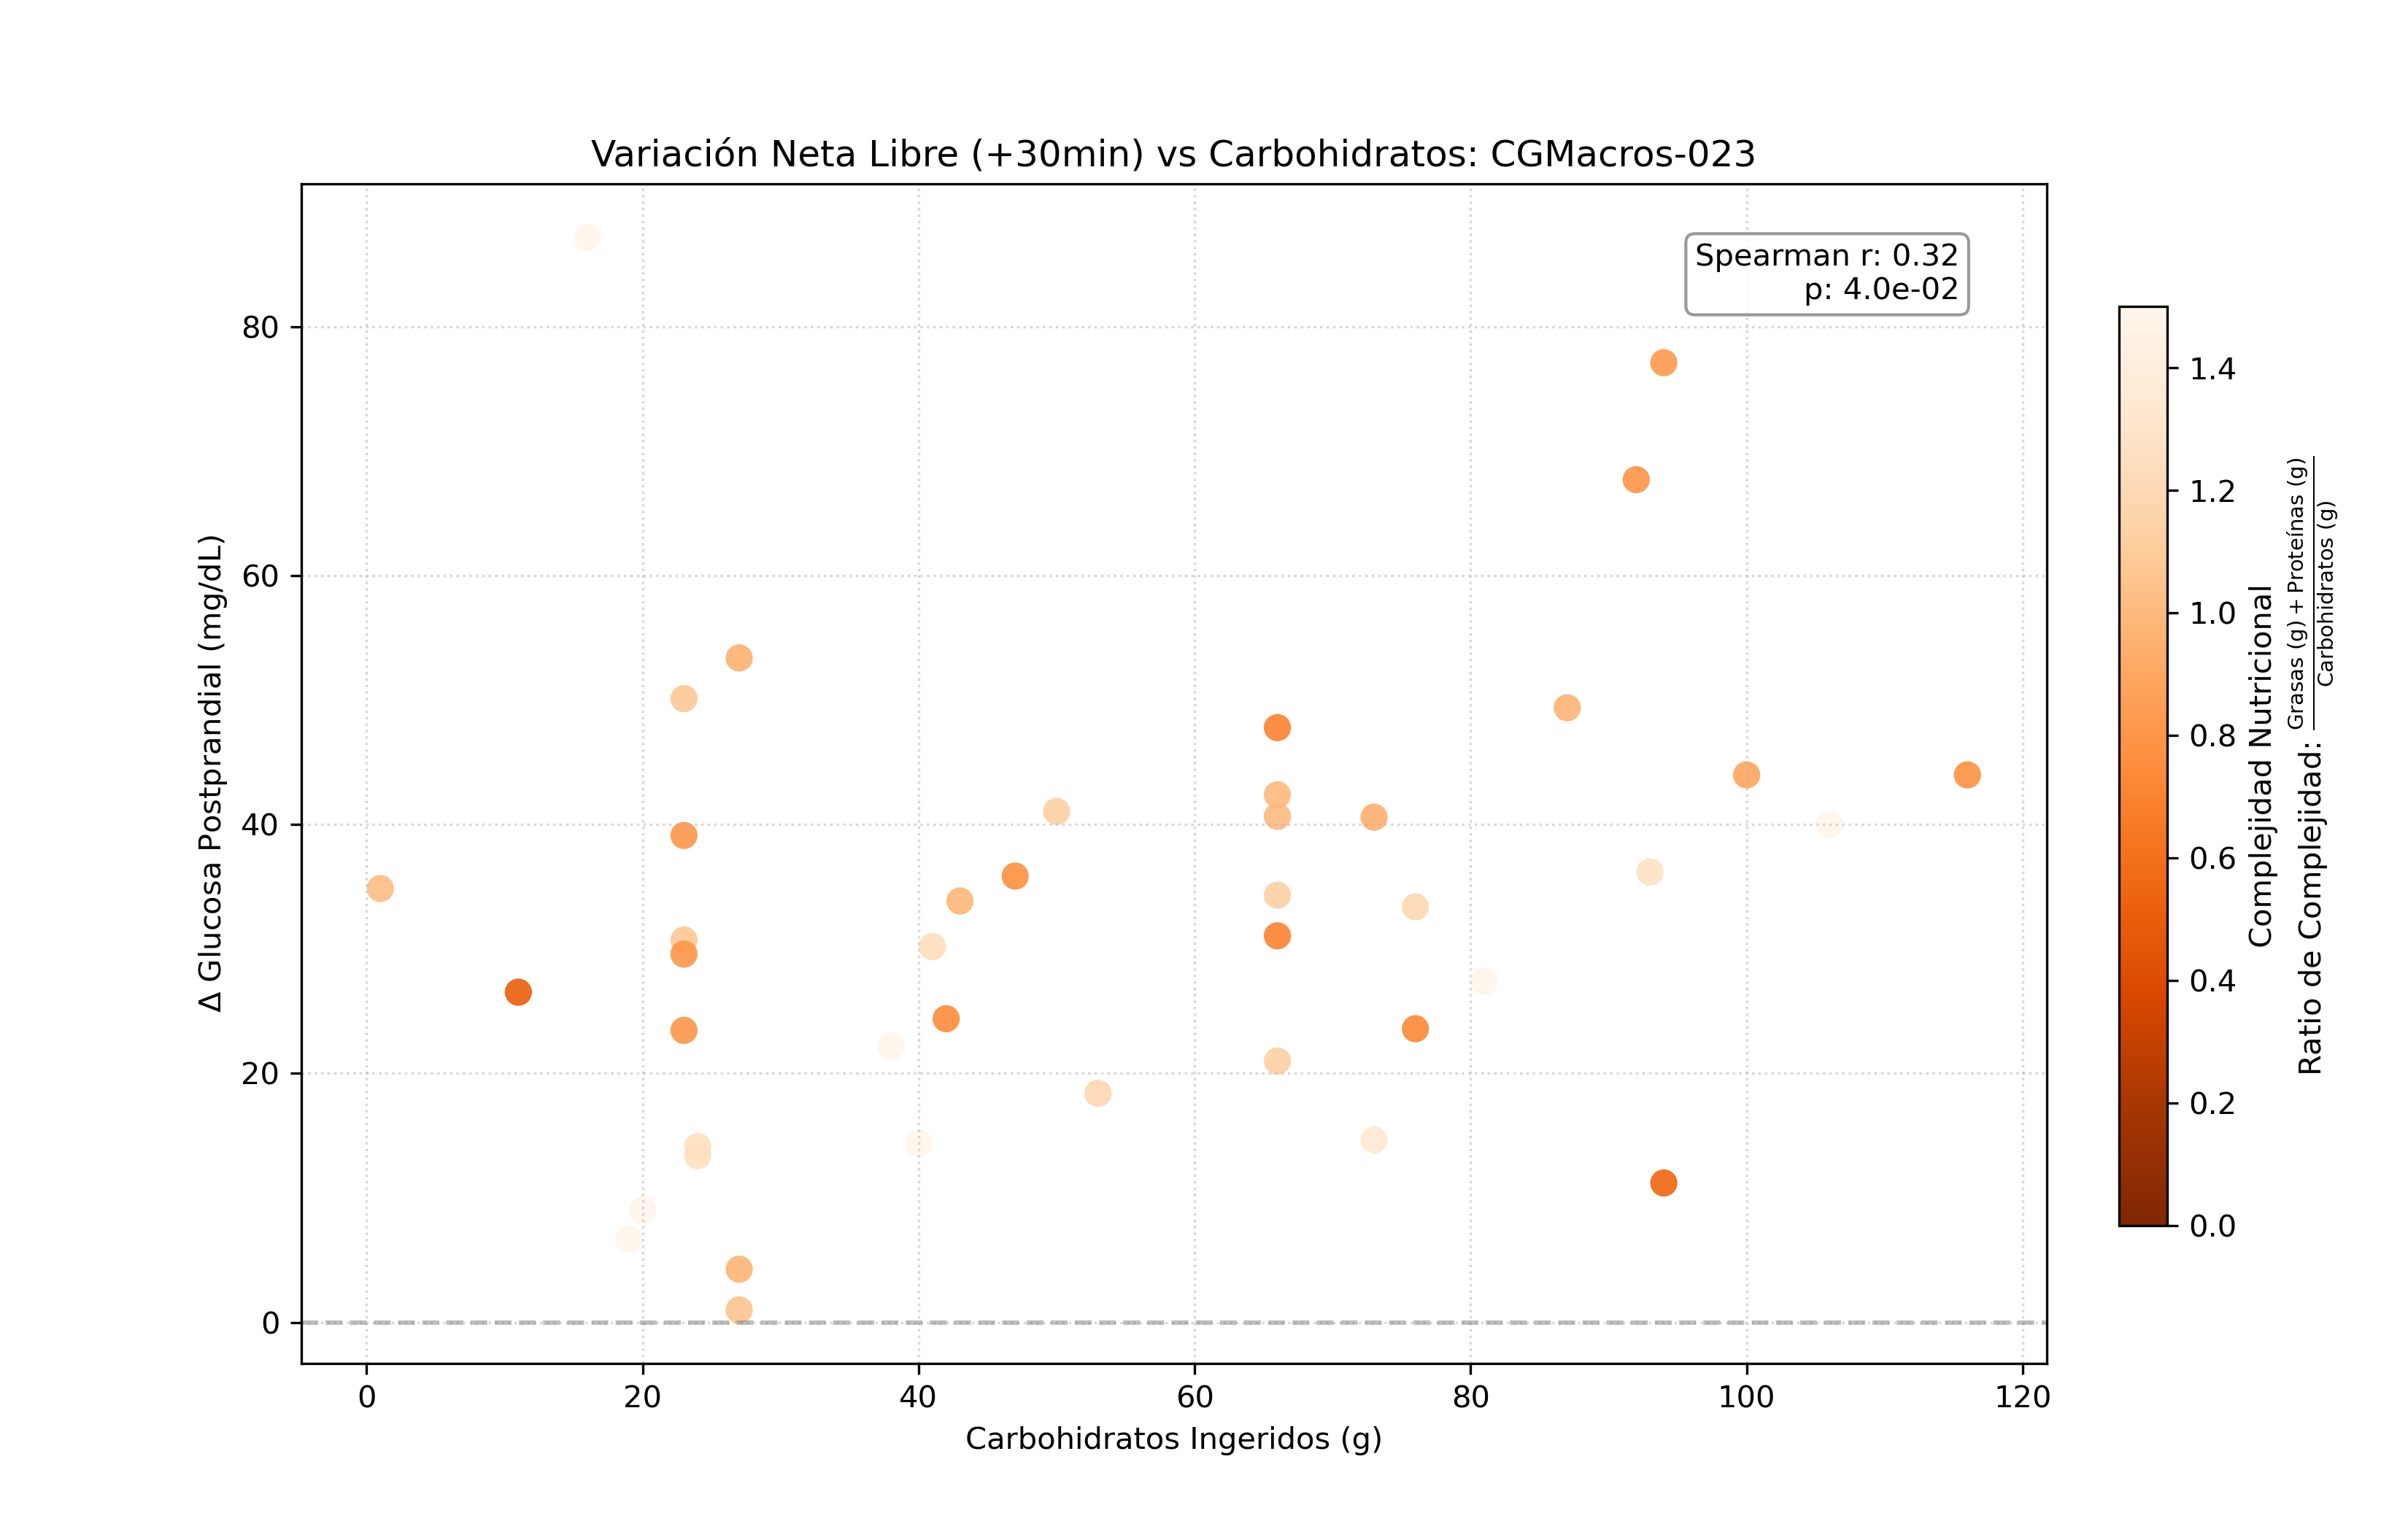 Variación Neta Libre (+30min) vs Carbohidratos: CGMacros-023
Spearman r: 0.32
p: 4.0e-02
Δ Glucosa Postprandial (mg/dL)
80
60
40
20
0
0
20
40
60
80
100
120
Carbohidratos Ingeridos (g)
1.4
1.2
1.0
0.8
0.6
0.4
0.2
0.0
Complejidad Nutricional
Ratio de Complejidad: Grasas (g) + Proteínas (g)
Carbohidratos (g)